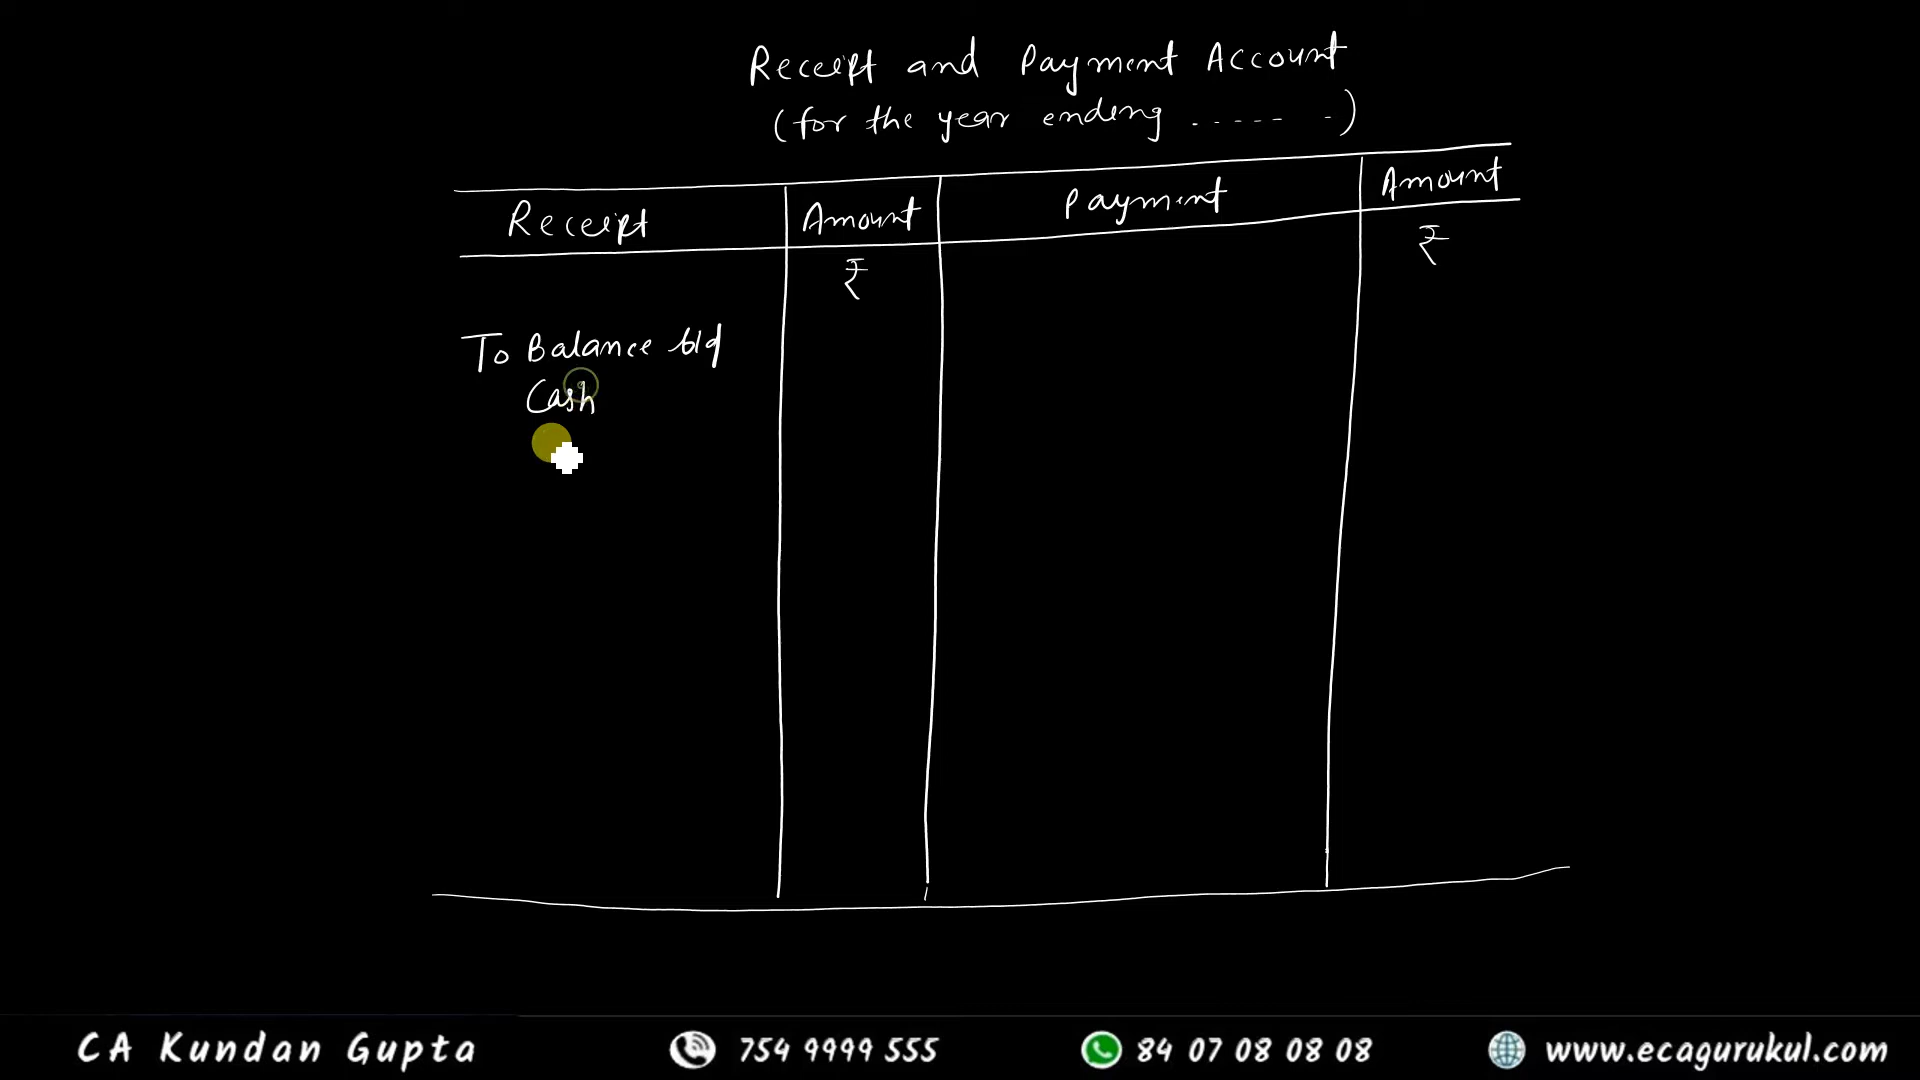 Receipt and Payment Account
(for the year ending ..... .)
Receipt Amount Payment Amount
₹ ₹
To Balance b/d
Cash
CA Kundan Gupta 754 9999 555 84 07 08 08 08 www.ecagurukul.com